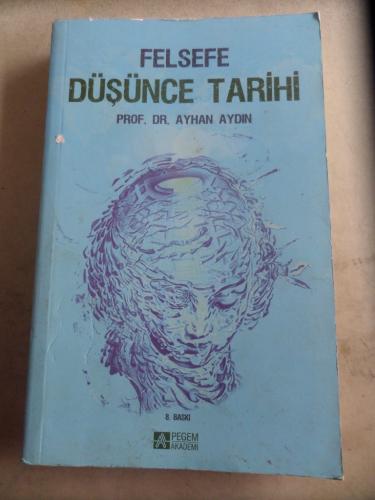 FELSEFE
DÜŞÜNCE TARİHİ
PROF. DR. AYHAN AYDIN
8. BASKI
PEGEM
AKADEMİ